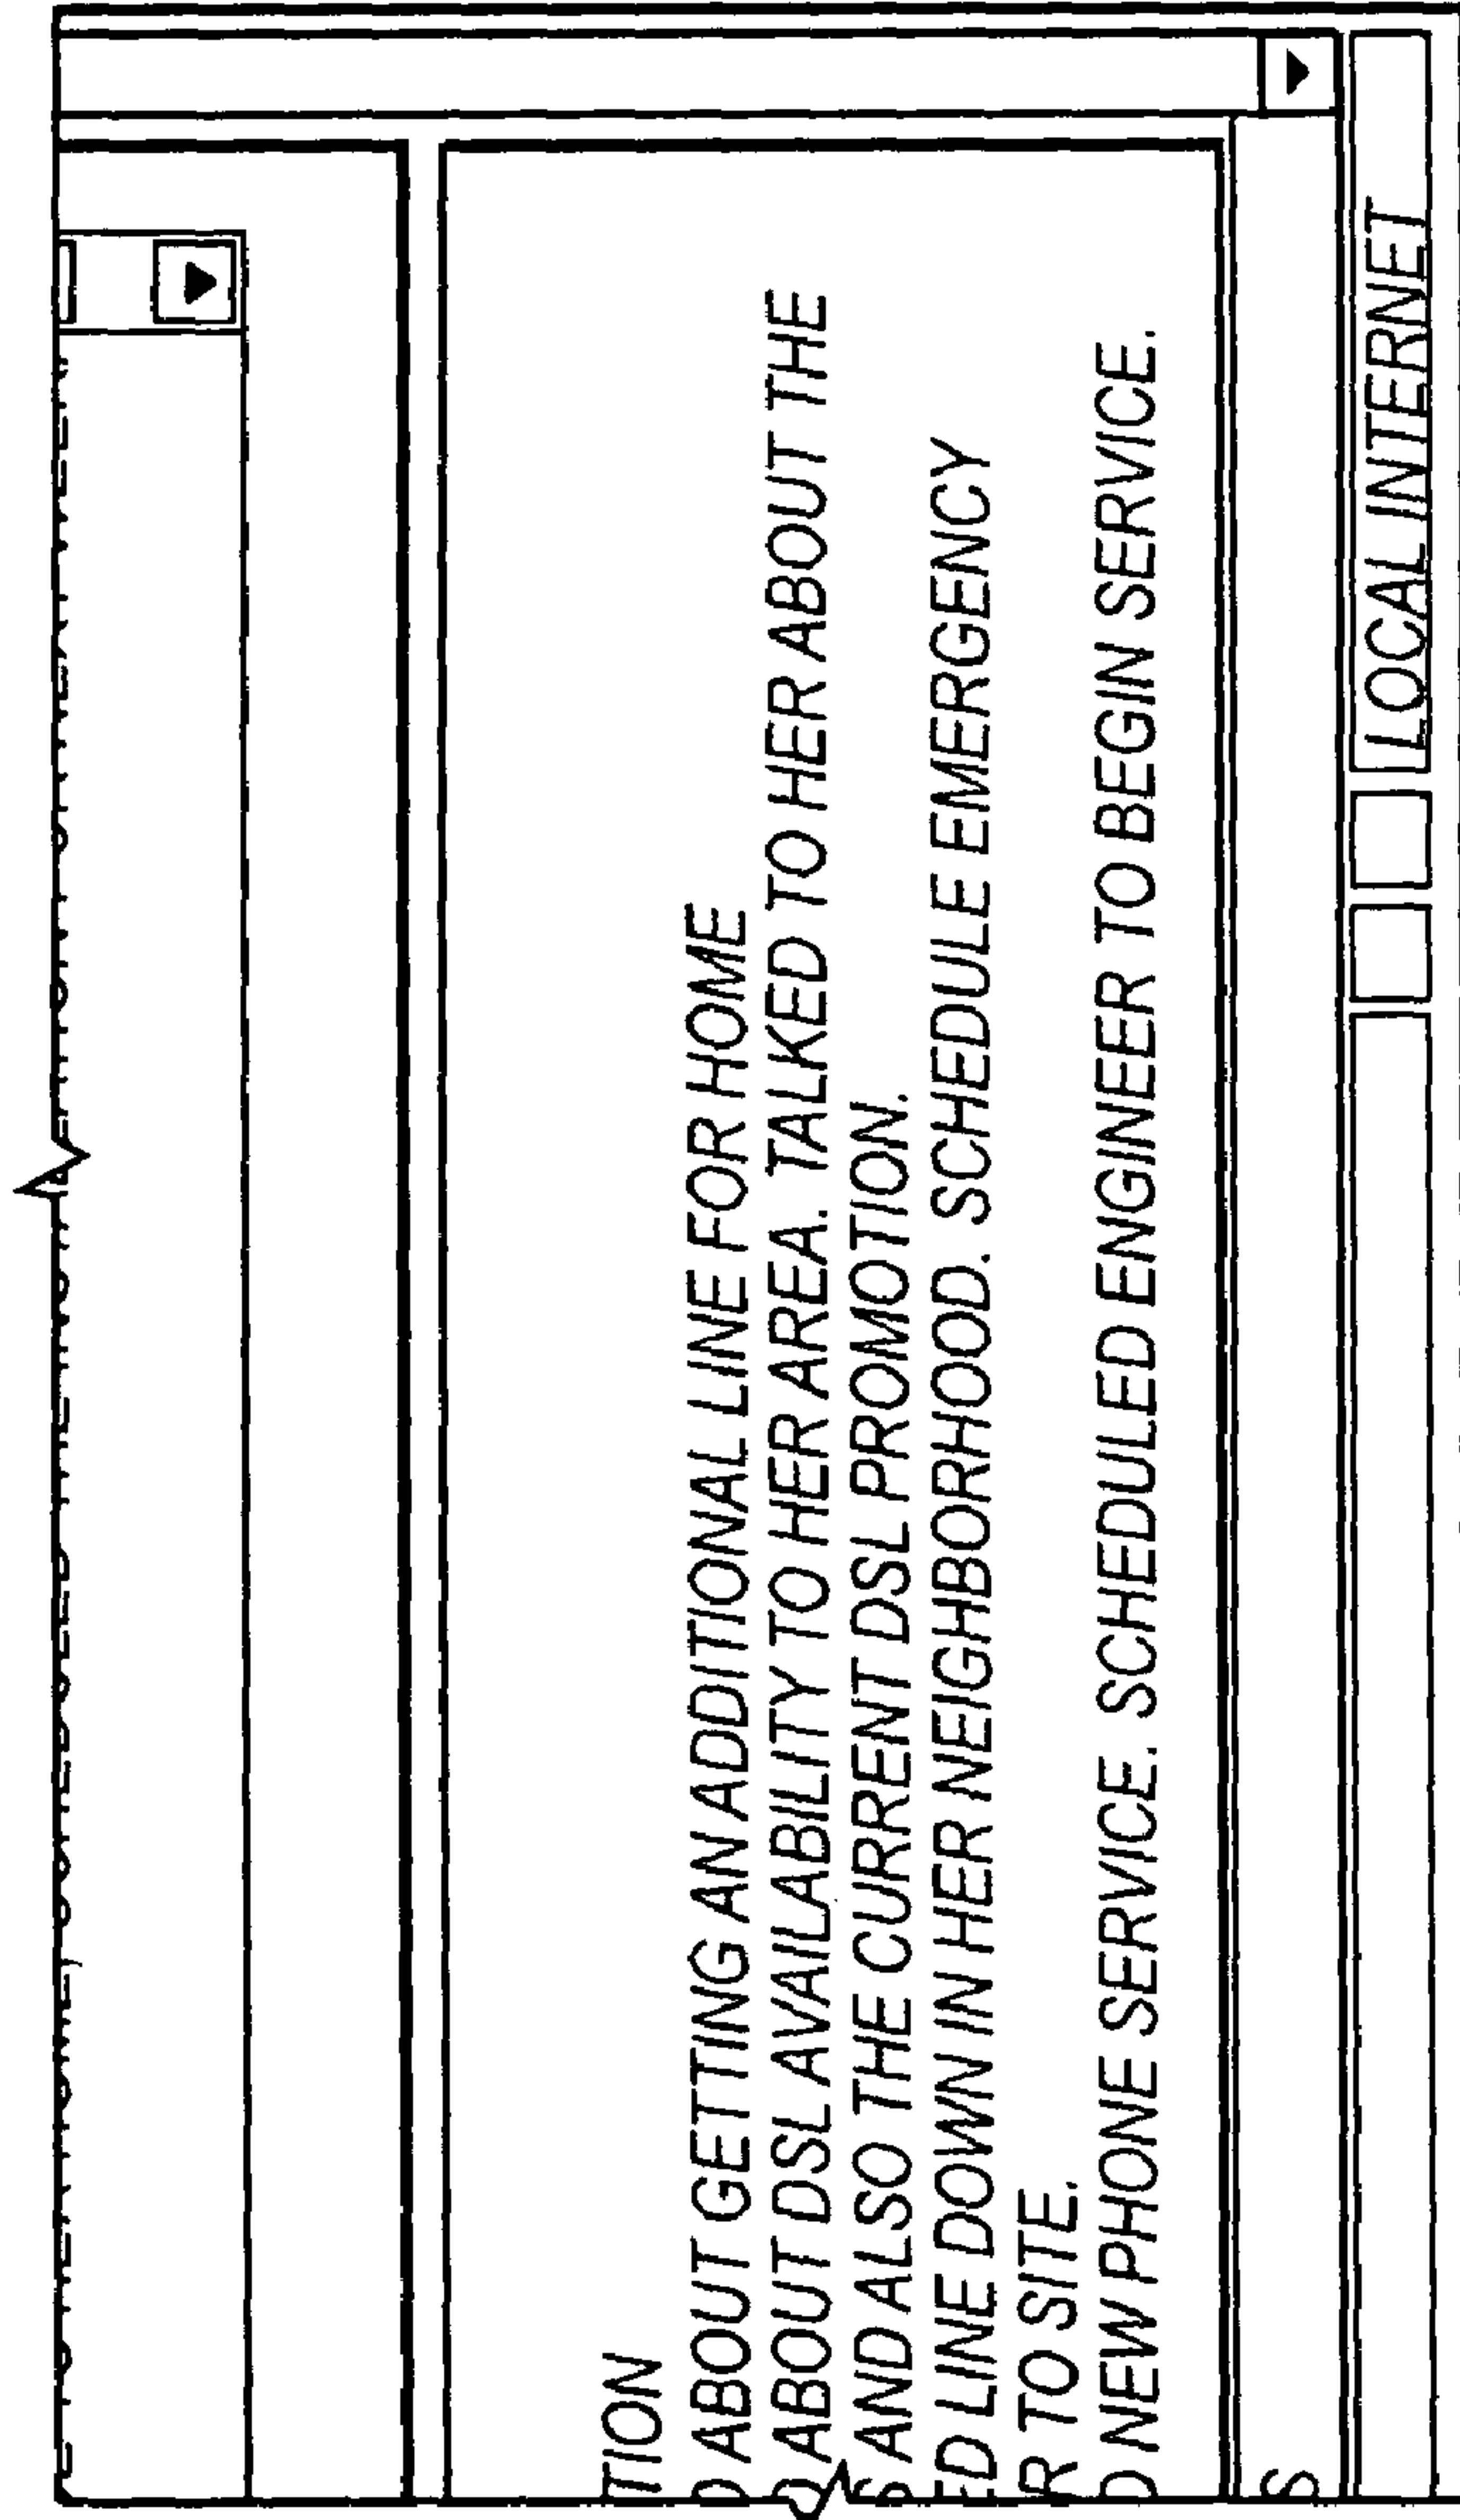 TION
D ABOUT GETTING AN ADDITIONAL LINE FOR HOME
D ABOUT DSL AVAILABILITY TO HER AREA. TALKED TO HER ABOUT THE
S AND ALSO THE CURRENT DSL PROMOTION.
ED LINE DOWN IN HER NEIGHBORHOOD. SCHEDULE EMERGENCY
R TO SITE.
D NEW PHONE SERVICE. SCHEDULED ENGINEER TO BEGIN SERVICE.
S
LOCAL INTERNET